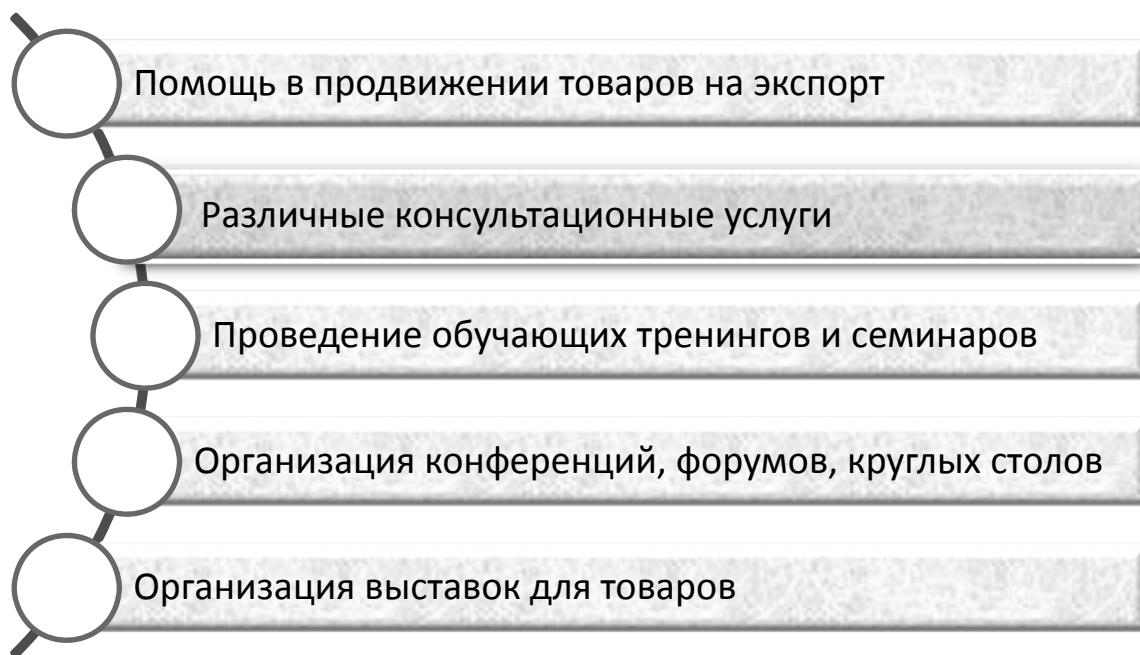 Помощь в продвижении товаров на экспорт
Различные консультационные услуги
Проведение обучающих тренингов и семинаров
Организация конференций, форумов, круглых столов
Организация выставок для товаров